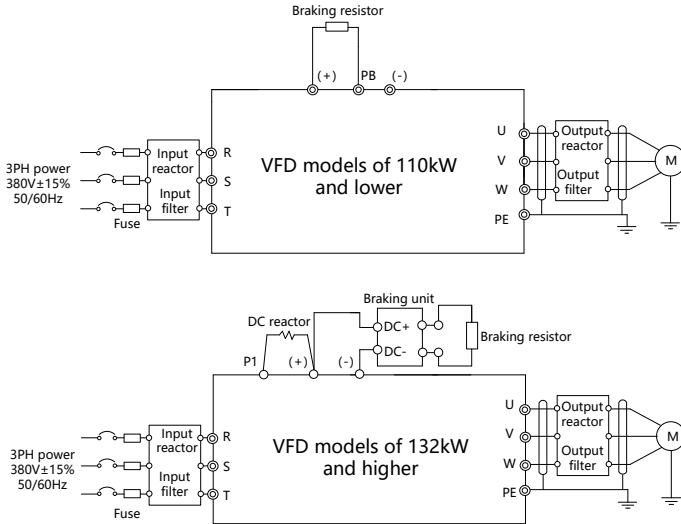 Braking resistor
(+)
PB
(-)
3PH power
380V±15%
50/60Hz
Fuse
Input
reactor
Input
filter
R
S
T
VFD models of 110kW
and lower
U
V
W
PE
Output
reactor
Output
filter
M
Braking unit
DC reactor
DC+
DC-
Braking resistor
P1
(+)
(-)
3PH power
380V±15%
50/60Hz
Fuse
Input
reactor
Input
filter
R
S
T
VFD models of 132kW
and higher
U
V
W
PE
Output
reactor
Output
filter
M